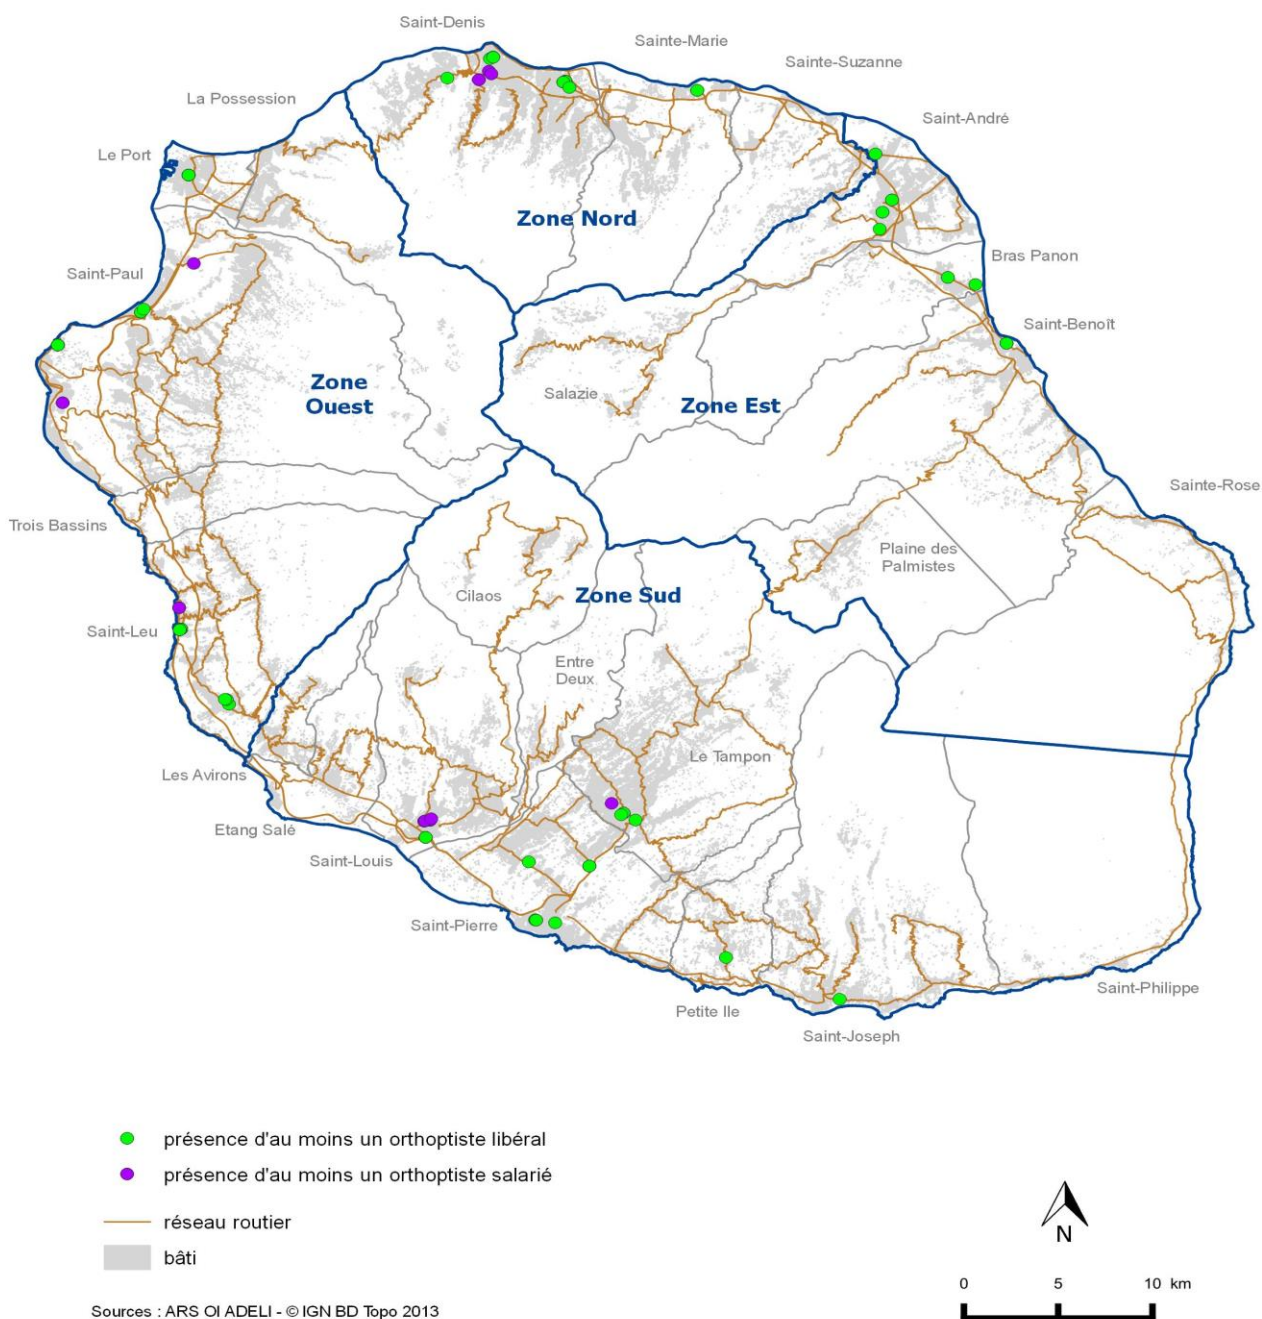 Saint-Denis
Sainte-Marie
Sainte-Suzanne
La Possession
Saint-André
Le Port
Zone Nord
Saint-Paul
Bras Panon
Saint-Benoît
Zone
Ouest
Salazie
Zone Est
Sainte-Rose
Trois Bassins
Plaine des
Palmistes
Cilaos
Zone Sud
Saint-Leu
Entre
Deux
Le Tampon
Les Avirons
Etang Salé
Saint-Louis
Saint-Pierre
Petite Ile
Saint-Philippe
Saint-Joseph
présence d'au moins un orthoptiste libéral
présence d'au moins un orthoptiste salarié
réseau routier
bâti
N
0 5 10 km
Sources : ARS OI ADELI - © IGN BD Topo 2013